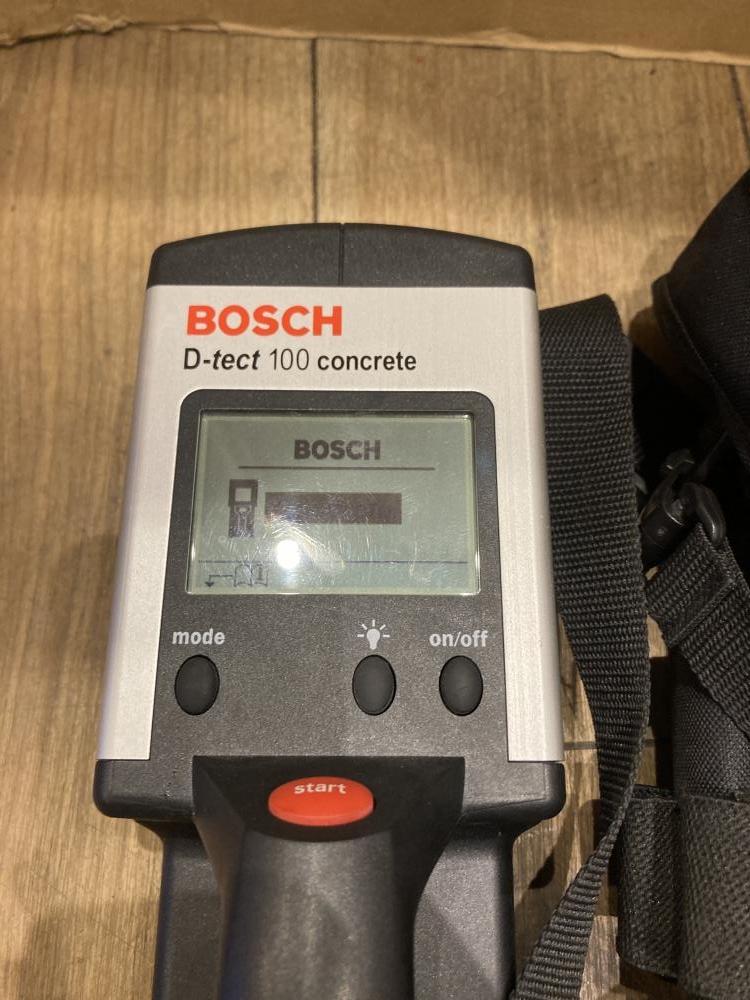 BOSCH
D-tect 100 concrete
BOSCH
mode
on/off
start